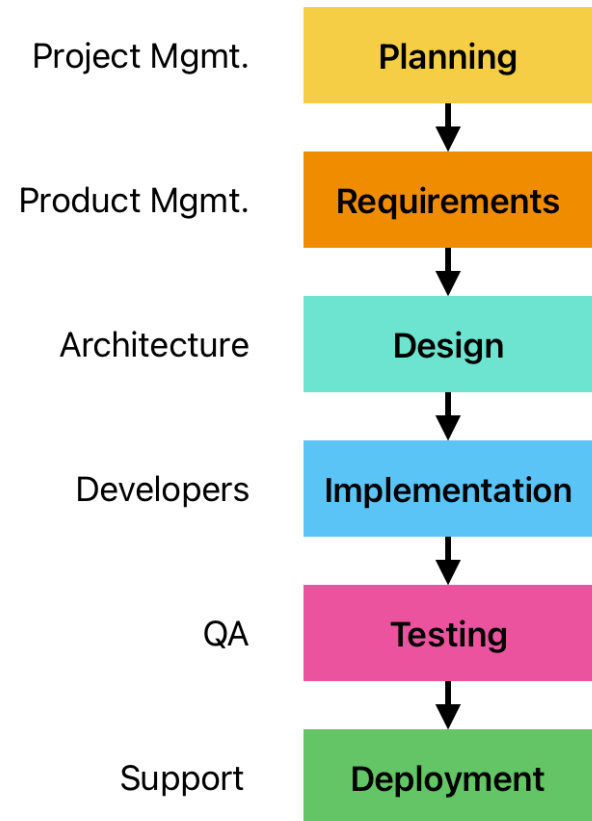 Project Mgmt.
Planning
Product Mgmt.
Requirements
Architecture
Design
Developers
Implementation
QA
Testing
Support
Deployment